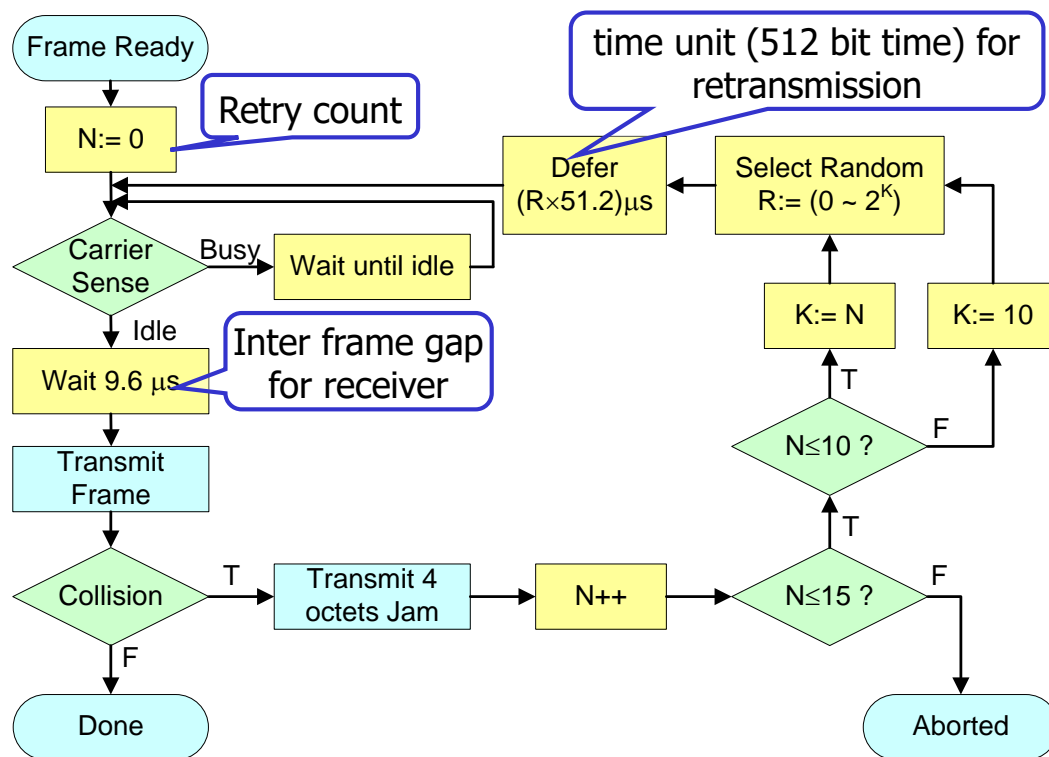 Frame Ready
time unit (512 bit time) for
retransmission
Retry count
N:= 0
Defer
(R×51.2)μs
Select Random
R:= (0 ~ 2^K)
Carrier
Sense
Busy
Wait until idle
K:= N
K:= 10
Idle
Inter frame gap
for receiver
Wait 9.6 μs
T
N≤10 ?
F
Transmit
Frame
T
Collision
T
Transmit 4
octets Jam
N++
N≤15 ?
F
F
Done
Aborted